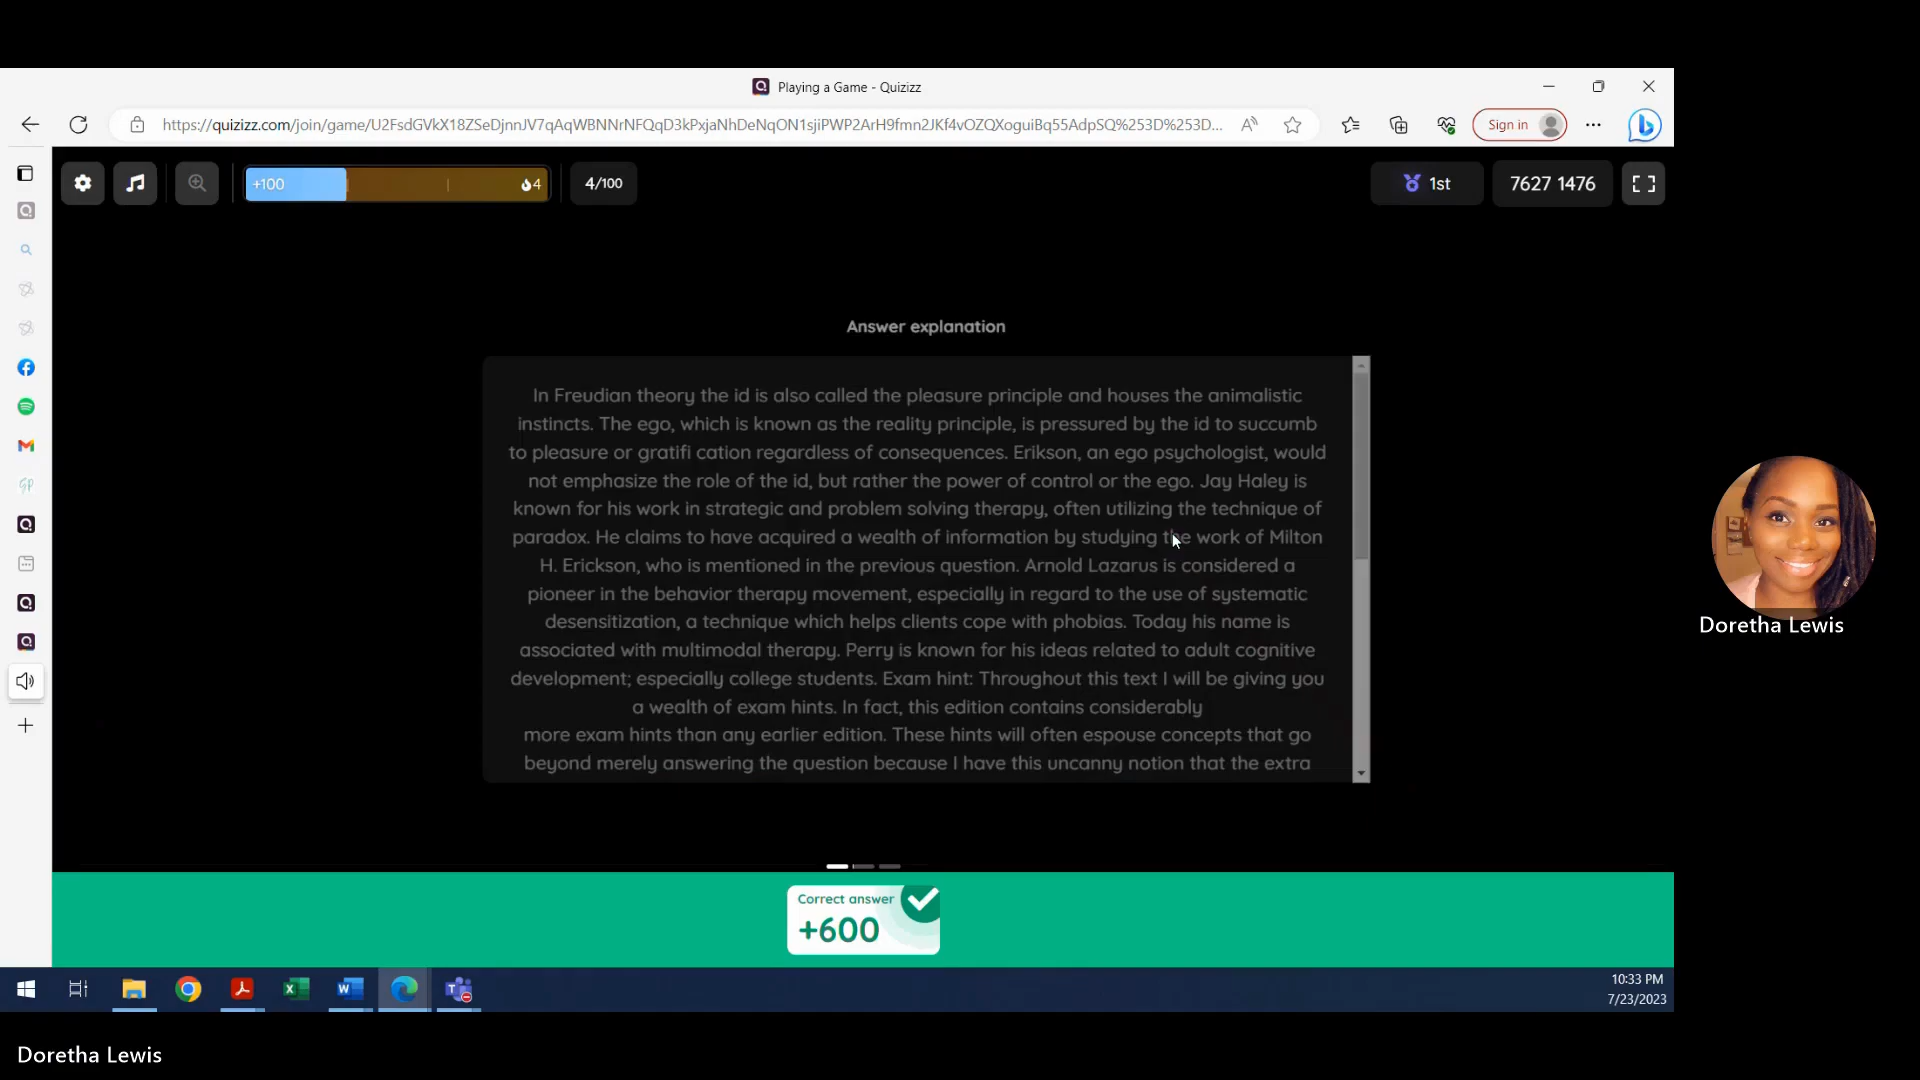 Playing a Game - Quizizz
https://quizizz.com/join/game/U2FsdGVkX18ZSeDjnnJV7qAqWBNNrNFQqD3kPxjaNhDeNqON1sjiPWP2ArH9fmn2JKf4vOZQXoguiBq55AdpSQ%253D%253D...
Sign in
+100
4
4/100
1st
7627 1476
Answer explanation
In Freudian theory the id is also called the pleasure principle and houses the animalistic
instincts. The ego, which is known as the reality principle, is pressured by the id to succumb
to pleasure or gratifi cation regardless of consequences. Erikson, an ego psychologist, would
not emphasize the role of the id, but rather the power of control or the ego. Jay Haley is
known for his work in strategic and problem solving therapy, often utilizing the technique of
paradox. He claims to have acquired a wealth of information by studying the work of Milton
H. Erickson, who is mentioned in the previous question. Arnold Lazarus is considered a
pioneer in the behavior therapy movement, especially in regard to the use of systematic
desensitization, a technique which helps clients cope with phobias. Today his name is
associated with multimodal therapy. Perry is known for his ideas related to adult cognitive
development; especially college students. Exam hint: Throughout this text I will be giving you
a wealth of exam hints. In fact, this edition contains considerably
more exam hints than any earlier edition. These hints will often espouse concepts that go
beyond merely answering the question because I have this uncanny notion that the extra
Doretha Lewis
Correct answer
+600
10:33 PM
7/23/2023
Doretha Lewis